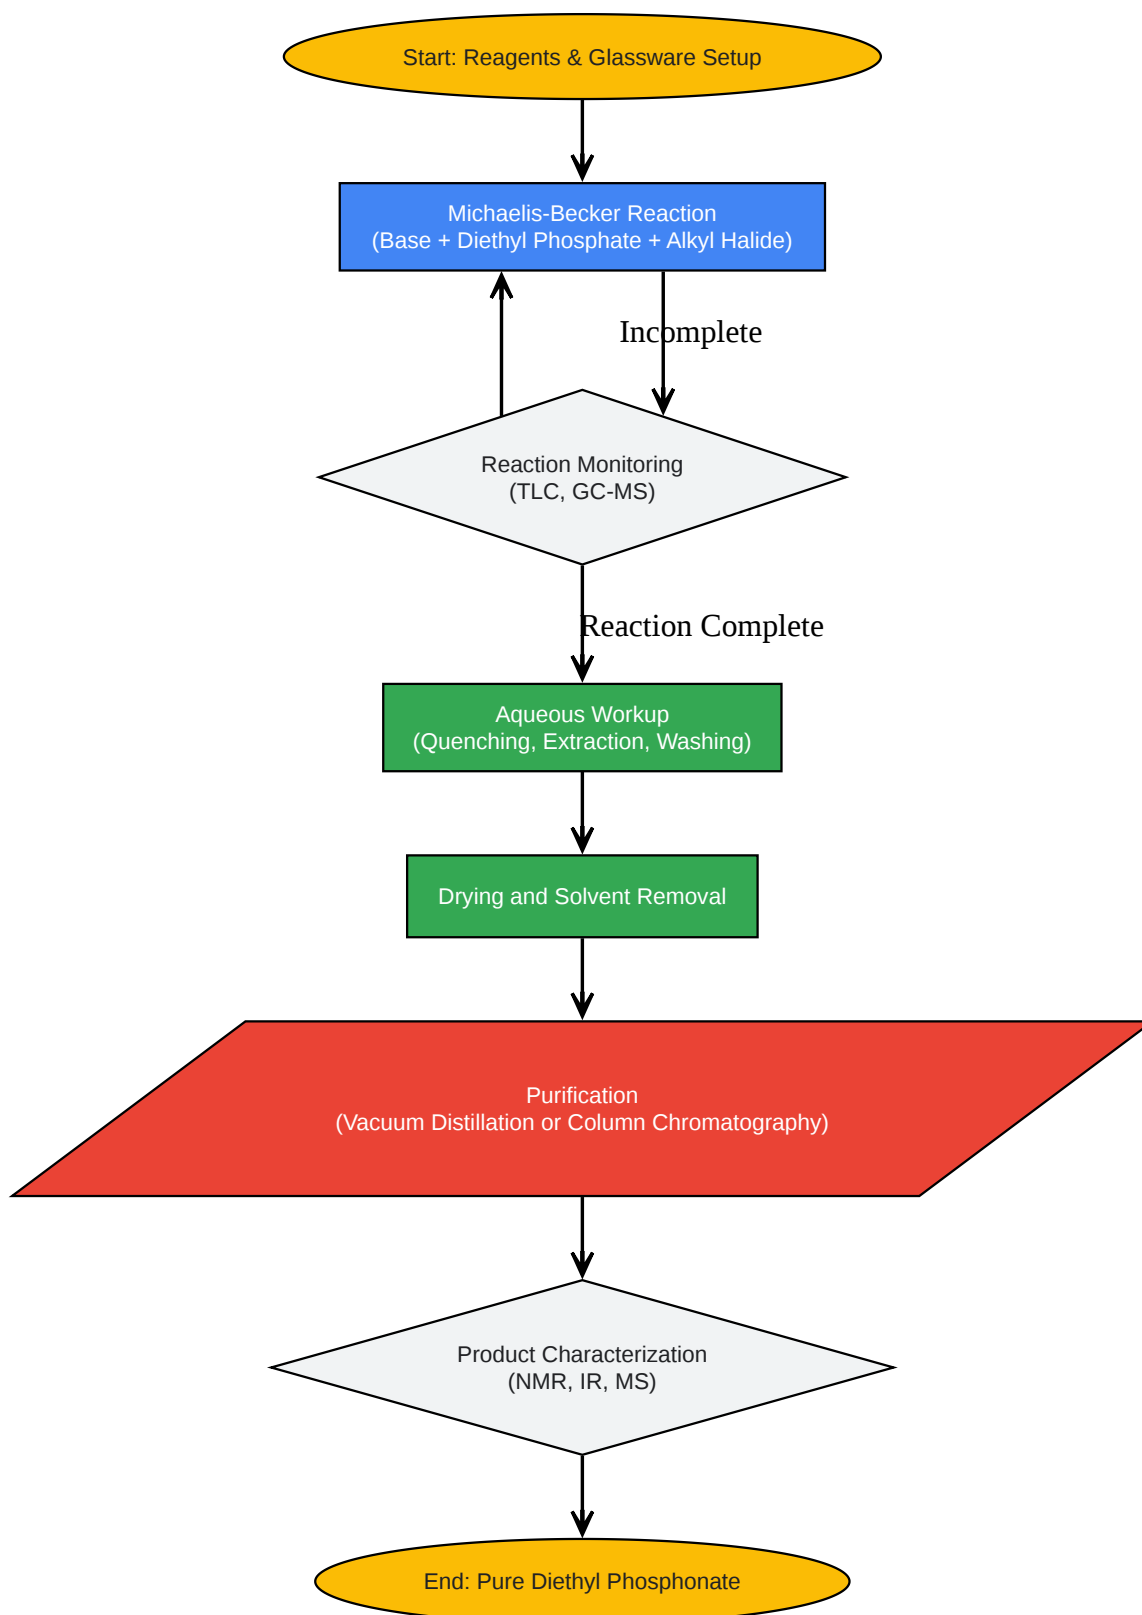 Start: Reagents & Glassware Setup
Michaelis-Becker Reaction
(Base + Diethyl Phosphate + Alkyl Halide)
Incomplete
Reaction Monitoring
(TLC, GC-MS)
Reaction Complete
Aqueous Workup
(Quenching, Extraction, Washing)
Drying and Solvent Removal
Purification
(Vacuum Distillation or Column Chromatography)
Product Characterization
(NMR, IR, MS)
End: Pure Diethyl Phosphonate